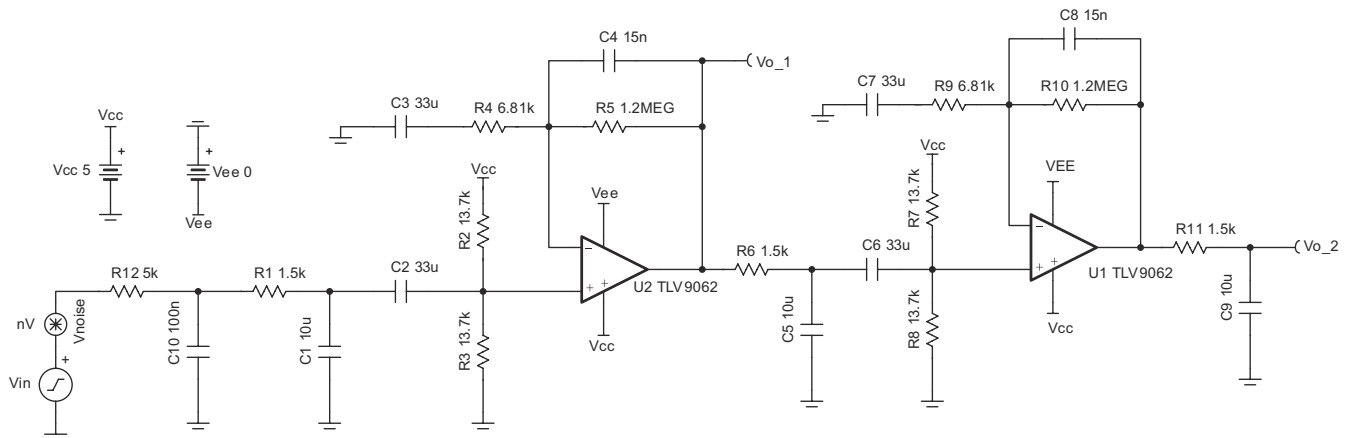 C8 15n
C4 15n
Vo_1
C7 33u
R9 6.81k
R10 1.2MEG
C3 33u
R4 6.81k
R5 1.2MEG
Vcc
Vcc 5
+
+
Vee 0
Vee
Vcc
R2 13.7k
Vee
Vcc
R7 13.7k
VEE
R12 5k
R1 1.5k
C2 33u
−
+
+
U2 TLV9062
Vcc
R6 1.5k
C6 33u
−
+
+
U1 TLV9062
Vcc
R11 1.5k
Vo_2
nV
Vnoise
C10 100n
C1 10u
R3 13.7k
C5 10u
R8 13.7k
C9 10u
+
Vin